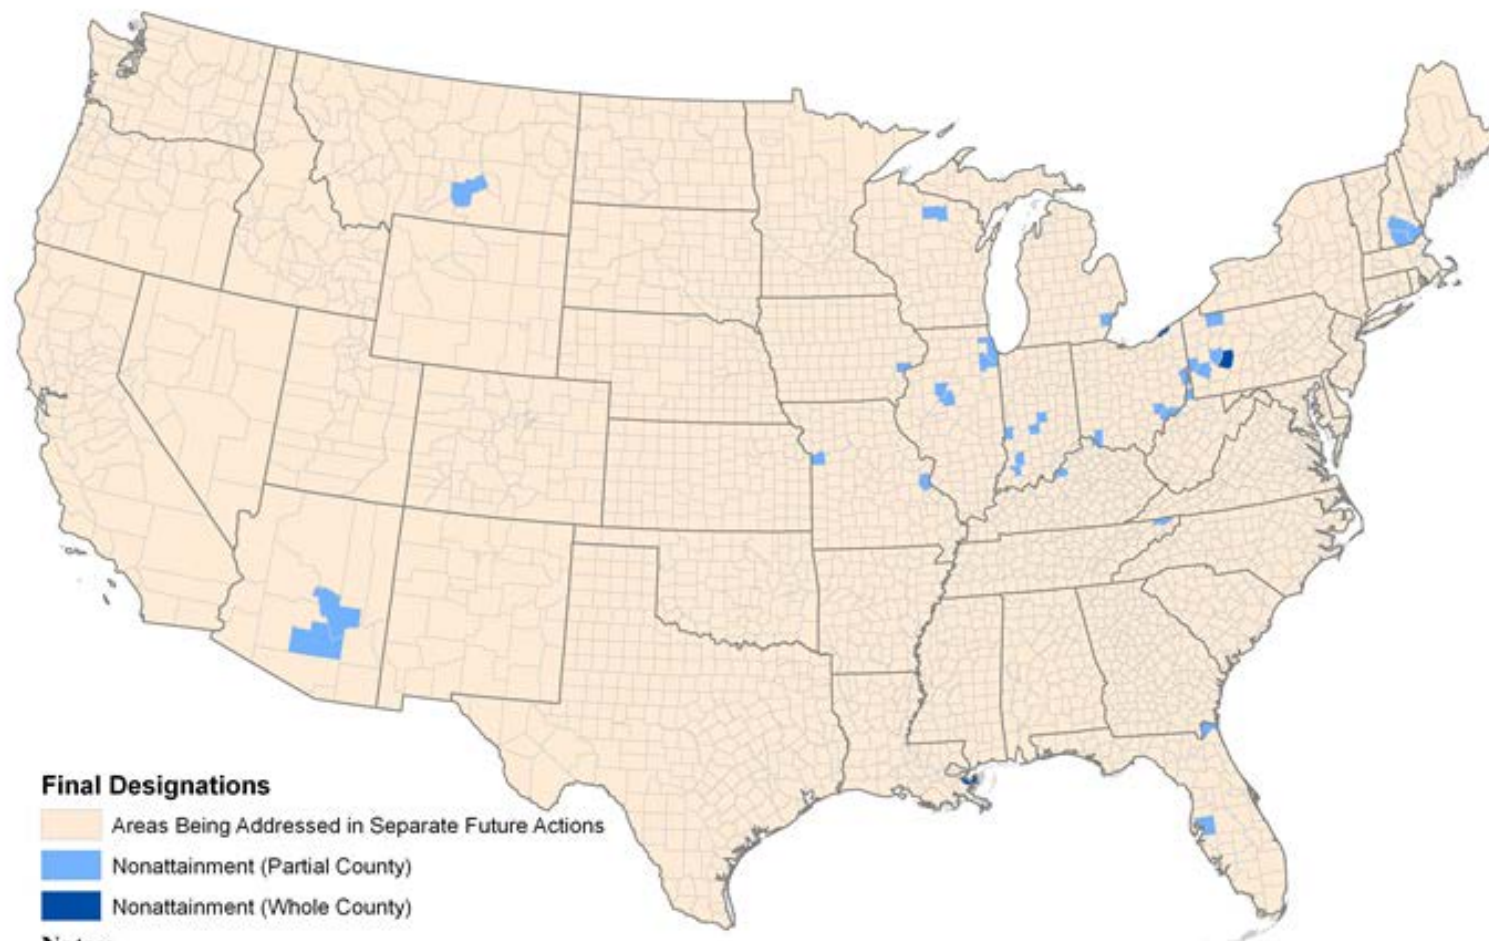 Final Designations
Areas Being Addressed in Separate Future Actions
Nonattainment (Partial County)
Nonattainment (Whole County)